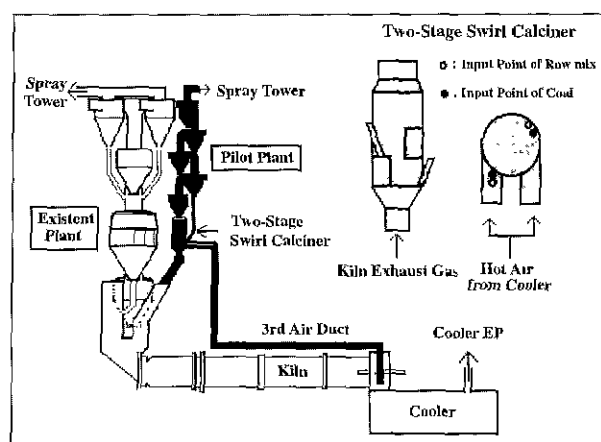 Two-Stage Swirl Calciner
o : Input Point of Row mix
● : Input Point of Coal
Spray
Tower
Spray Tower
Pilot Plant
Existent
Plant
Two-Stage
Swirl Calciner
Kiln Exhaust Gas
Hot Air
from Cooler
3rd Air Duct
Cooler EP
Kiln
Cooler